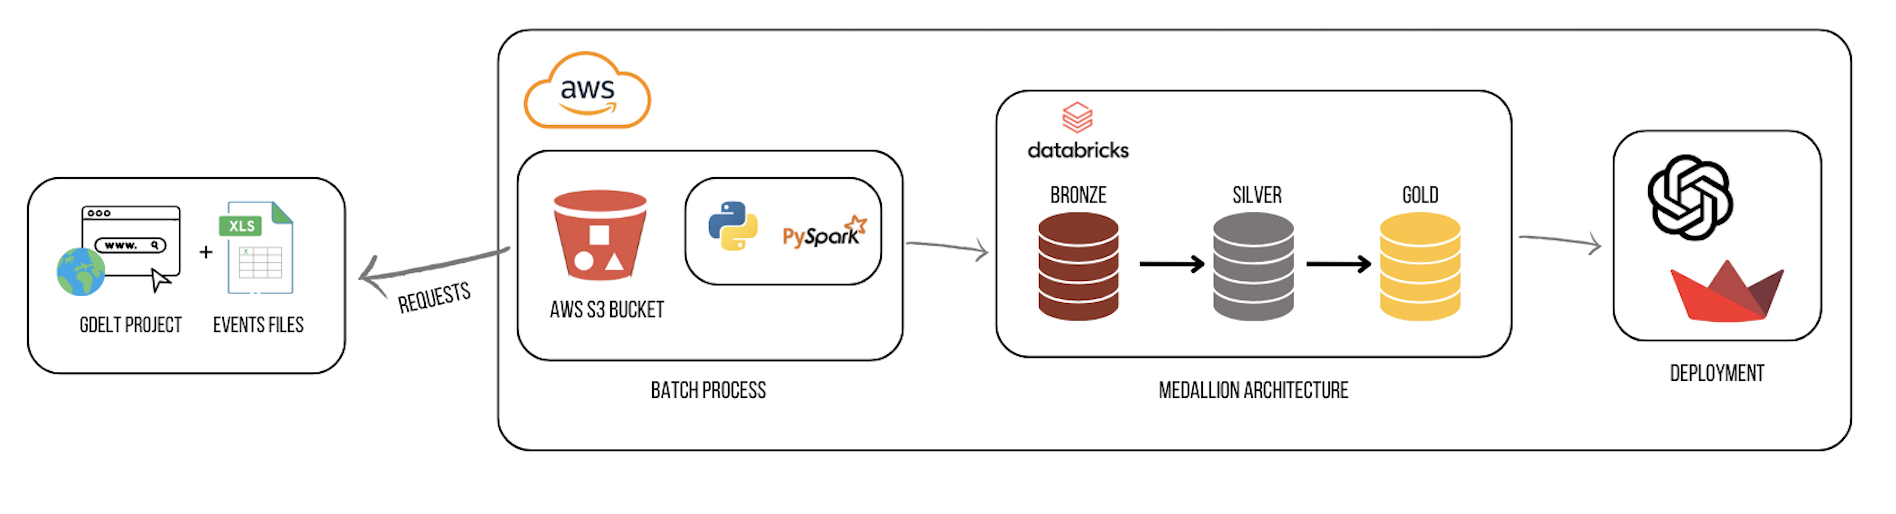 aws
databricks
BRONZE
SILVER
GOLD
XLS
www.
+
X
PySpark
REQUESTS
AWS S3 BUCKET
GDELT PROJECT
EVENTS FILES
BATCH PROCESS
MEDALLION ARCHITECTURE
DEPLOYMENT